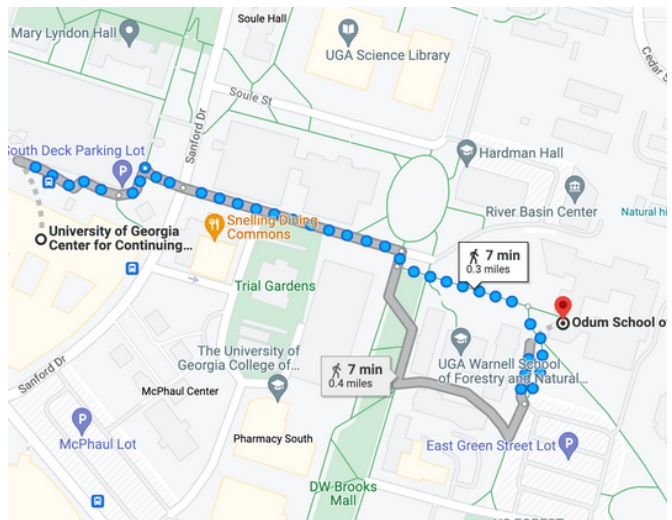 Soule Hall
Mary Lyndon Hall
UGA Science Library
Cedar S
Soule St
Sanford Dr
South Deck Parking Lot
P
Hardman Hall
River Basin Center
Natural hi
University of Georgia
Center for Continuing...
Snelling Dining
Commons
7 min
0.3 miles
Trial Gardens
Odum School of
The University of
Georgia College of...
7 min
0.4 miles
UGA Warnell School
of Forestry and Natural...
Sanford Dr
McPhaul Center
McPhaul Lot
P
Pharmacy South
East Green Street Lot
P
DW Brooks
Mall